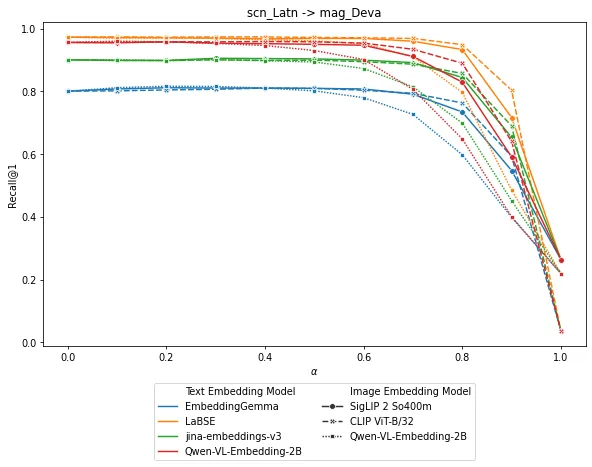 scn_Latn -> mag_Deva
Recall@1
1.0
0.8
0.6
0.4
0.2
0.0
0.0 0.2 0.4 0.6 0.8 1.0
α
Text Embedding Model
EmbeddingGemma
LaBSE
jina-embeddings-v3
Qwen-VL-Embedding-2B
Image Embedding Model
SigLIP 2 So400m
CLIP ViT-B/32
Qwen-VL-Embedding-2B